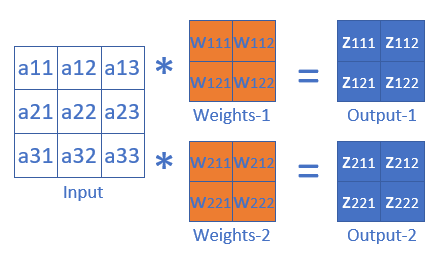 w111 w112 z111 z112
a11 a12 a13 * =
w121 w122 z121 z122
a21 a22 a23 Weights-1 Output-1
a31 a32 a33 * w211 w212 = z211 z212
Input w221 w222 z221 z222
Weights-2 Output-2